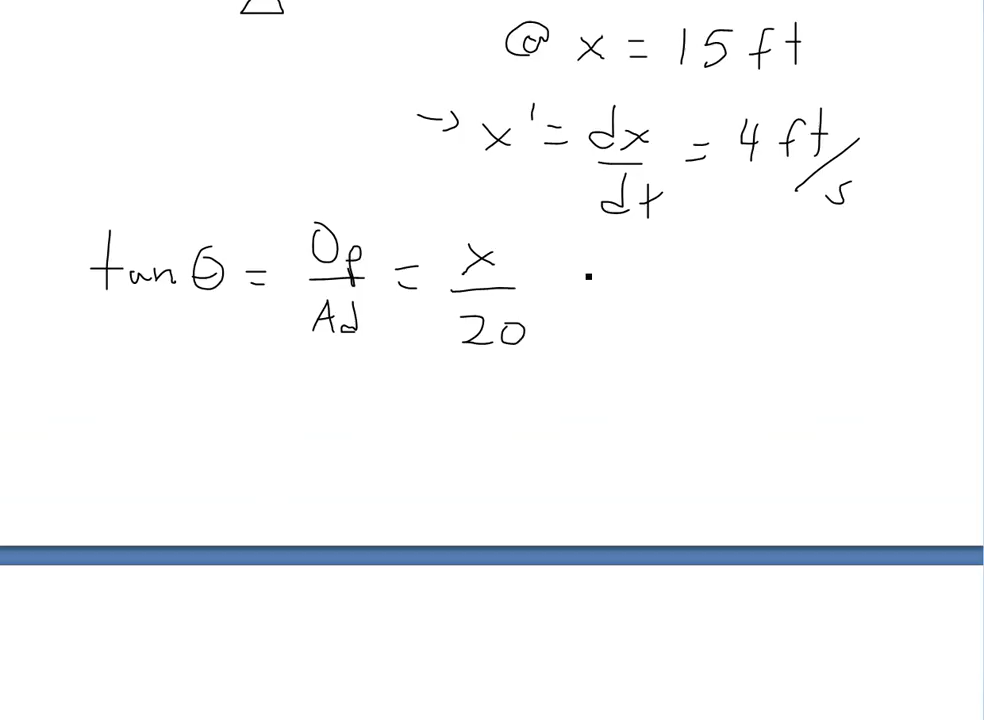 @ x = 15 ft
→ x' = dx/dt = 4 ft/s
tan θ = Op/Ad = x/20